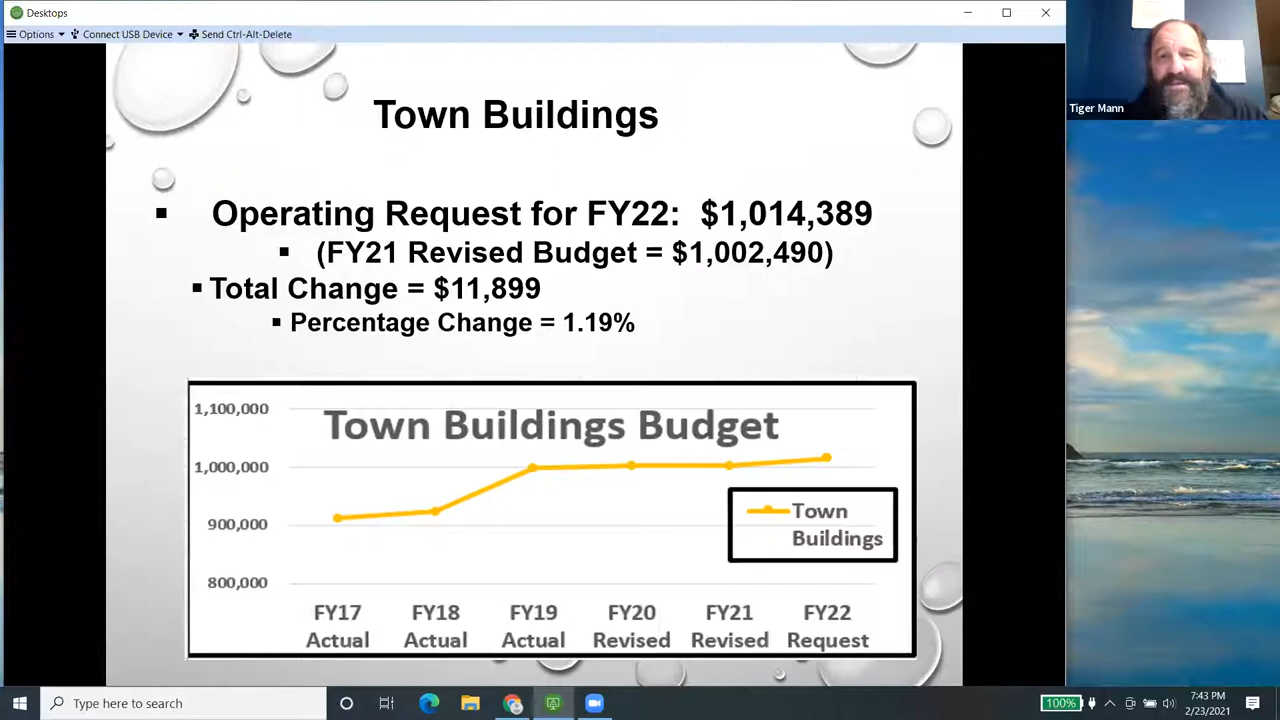 Desktops
Options Connect USB Device Send Ctrl-Alt-Delete
Tiger Mann
Town Buildings
Operating Request for FY22: $1,014,389
(FY21 Revised Budget = $1,002,490)
Total Change = $11,899
Percentage Change = 1.19%
Town Buildings Budget
1,100,000
1,000,000
900,000
800,000
Town
Buildings
FY17 FY18 FY19 FY20 FY21 FY22
Actual Actual Actual Revised Revised Request
Type here to search
100%
7:43 PM
2/23/2021